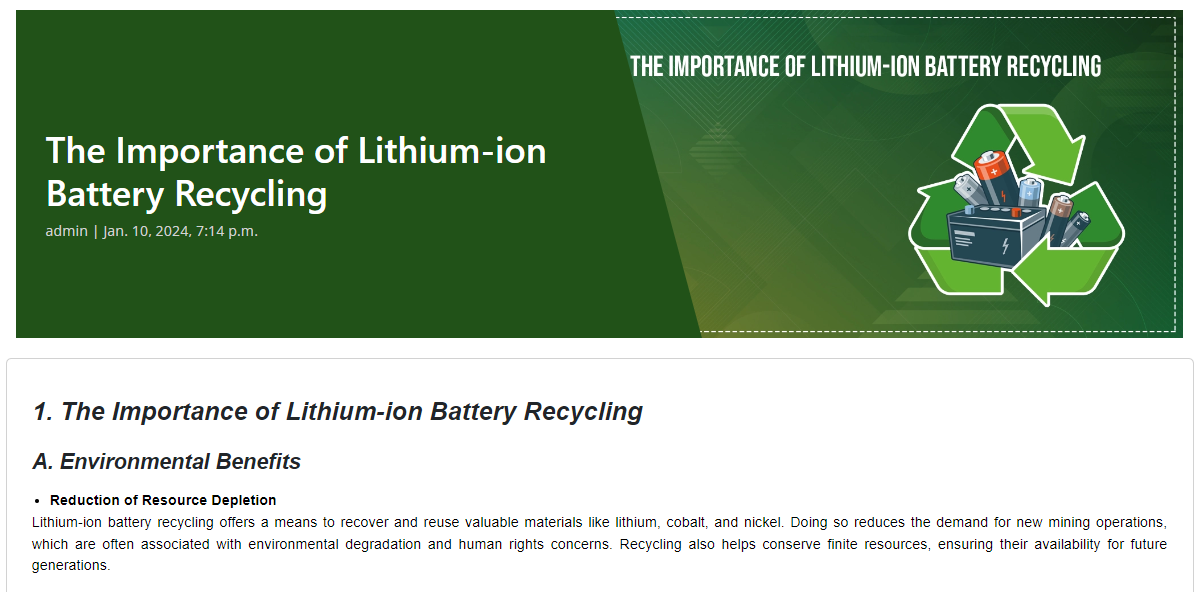 THE IMPORTANCE OF LITHIUM-ION BATTERY RECYCLING
The Importance of Lithium-ion
Battery Recycling
admin | Jan. 10, 2024, 7:14 p.m.
1. The Importance of Lithium-ion Battery Recycling
A. Environmental Benefits
• Reduction of Resource Depletion
Lithium-ion battery recycling offers a means to recover and reuse valuable materials like lithium, cobalt, and nickel. Doing so reduces the demand for new mining operations,
which are often associated with environmental degradation and human rights concerns. Recycling also helps conserve finite resources, ensuring their availability for future
generations.